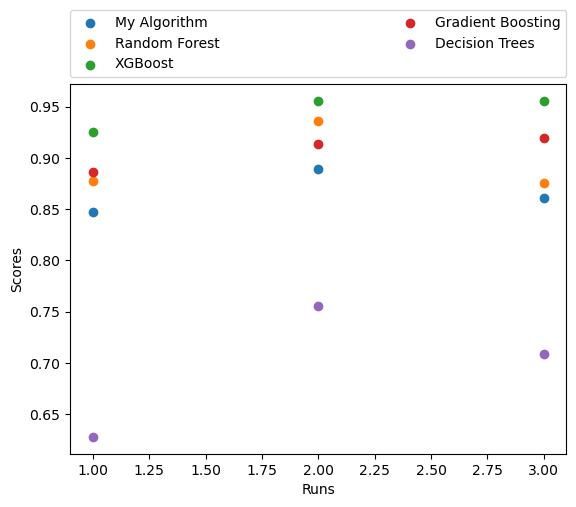 My Algorithm
Random Forest
XGBoost
Gradient Boosting
Decision Trees
0.95
0.90
0.85
0.80
0.75
0.70
0.65
Scores
1.00 1.25 1.50 1.75 2.00 2.25 2.50 2.75 3.00
Runs